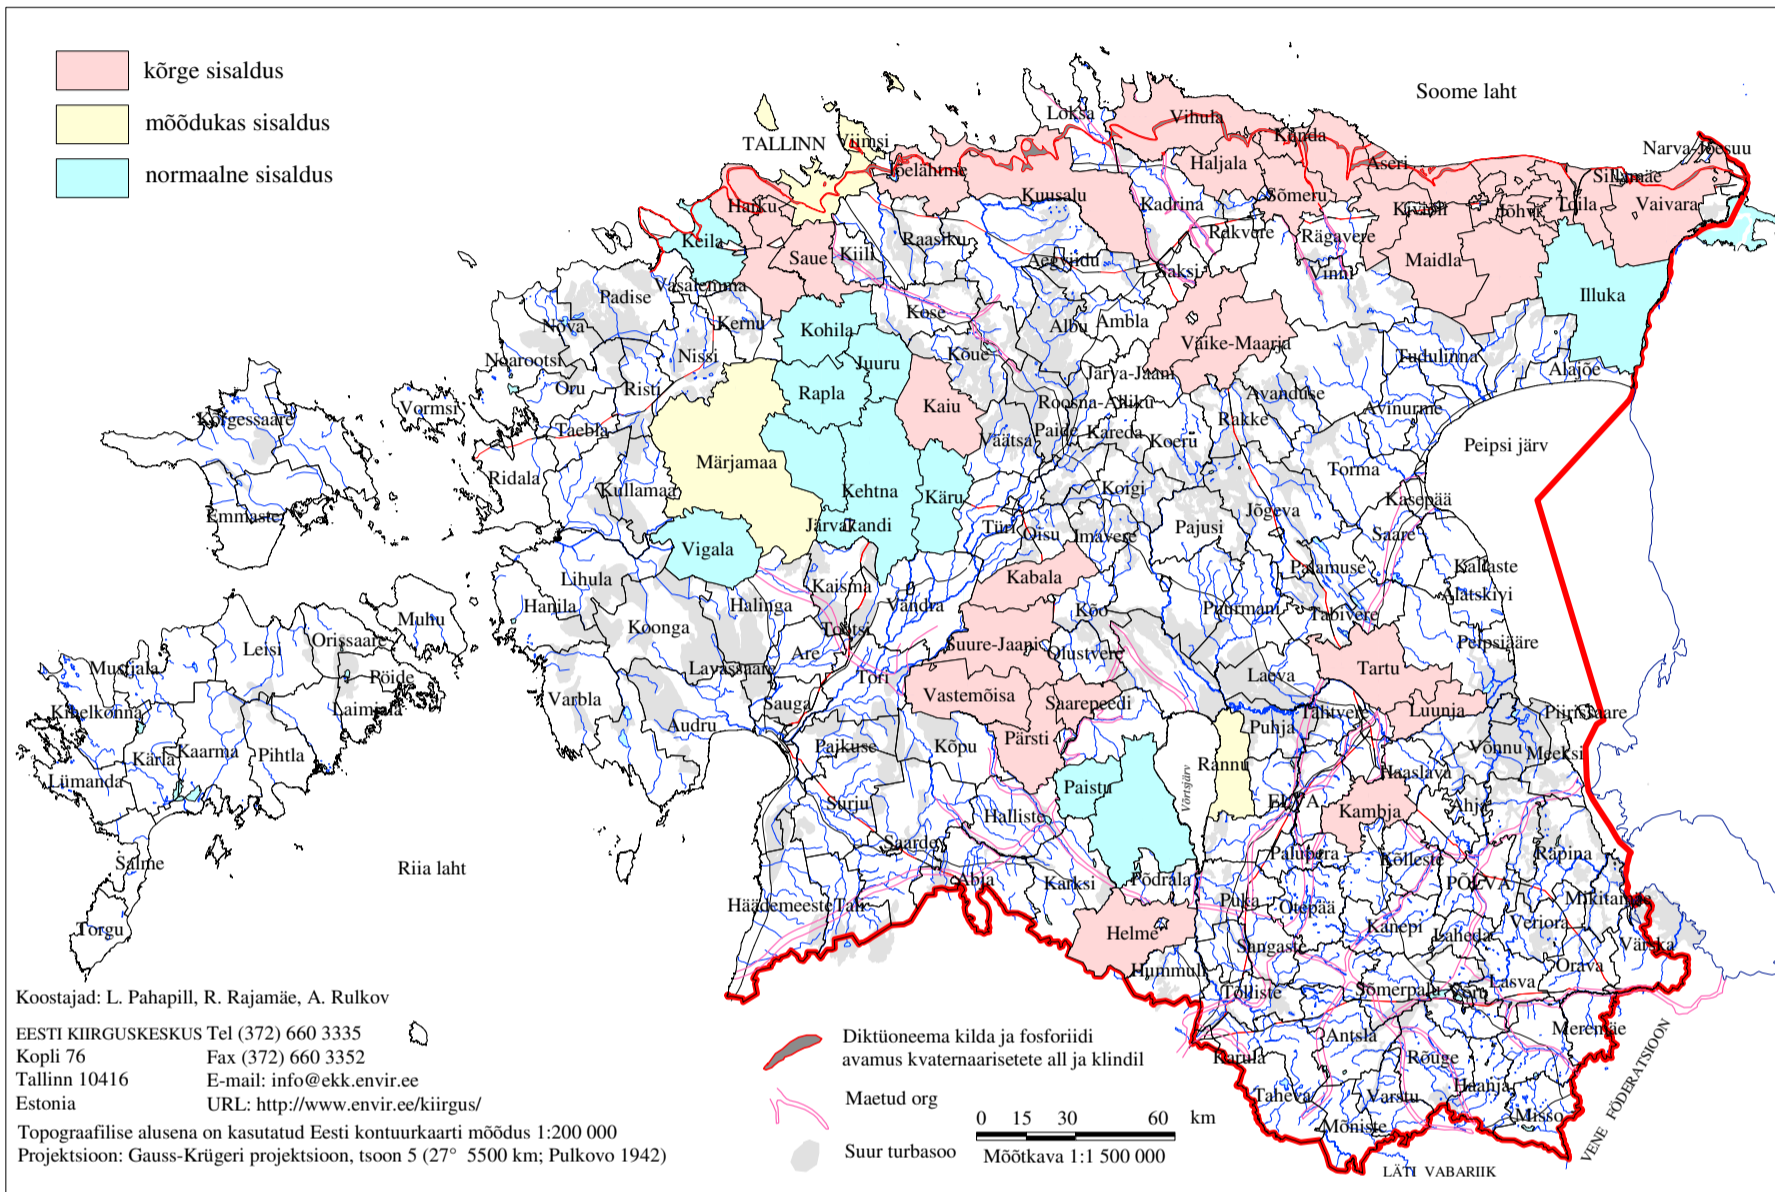 kõrge sisaldus
mõõdukas sisaldus
normaalne sisaldus
Soome laht
TALLINN
Viimsi
Loksa
Vihula
Kunda
Narva-Jõesuu
Jõelähtme
Haljala
Aseri
Sillamäe
Harku
Kuusalu
Kadrina
Sõmeru
Kiviõli
Jõhvi
Toila
Vaivara
Keila
Saue
Kiili
Raasiku
Aegviidu
Rakvere
Rägavere
Maidla
Saksi
Vinni
Illuka
Vasalemma
Padise
Nõva
Kernu
Kohila
Kose
Albu
Ambla
Väike-Maarja
Noarootsi
Nissi
Juuru
Kõue
Järva-Jaani
Tudulinna
Alajõe
Oru
Risti
Rapla
Kaiu
Roosna-Alliku
Avanduse
Avinurme
Vormsi
Kõrgessaare
Taebla
Väätsa
Paide
Kareda
Koeru
Rakke
Peipsi järv
Ridala
Märjamaa
Kullamaa
Kehtna
Käru
Koigi
Torma
Kasepää
Emmaste
Järvakandi
Türi
Oisu
Imavere
Pajusi
Jõgeva
Saare
Vigala
Lihula
Kaisma
Kabala
Palamuse
Kallaste
Hanila
Halinga
Vändra
Kõo
Puurmani
Tabivere
Alatskivi
Muhu
Koonga
Tootsi
Are
Suure-Jaani
Olustvere
Peipsiääre
Orissaare
Leisi
Mustjala
Lavassaare
Tori
Laeva
Tartu
Pöide
Varbla
Sauga
Vastemõisa
Saarepeedi
Luunja
Kihelkonna
Laimjala
Audru
Tähtvere
Piirissaare
Kärla
Kaarma
Pihtla
Paikuse
Kõpu
Pärsti
Puhja
Võnnu
Meeksi
Lümanda
Rannu
Haaslava
Võrtsjärv
Paistu
Surju
Halliste
ELVA
Kambja
Ahja
Salme
Riia laht
Saarde
Palupera
Kõlleste
Räpina
Abja
Karksi
Põdrala
PÕLVA
Mikitamäe
Häädemeeste
Tali
Puka
Otepää
Torgu
Helme
Kanepi
Laheda
Veriora
Värska
Sangaste
Hummuli
Orava
Tõlliste
Sõmerpalu
Võru
Lasva
Antsla
Meremäe
Karula
Rõuge
Taheva
Varstu
Haanja
Misso
Mõniste
LÄTI VABARIIK
VENE FÖDERATSIOON
Koostajad: L. Pahapill, R. Rajamäe, A. Rulkov
EESTI KIIRGUSKESKUS Tel (372) 660 3335
Kopli 76 Fax (372) 660 3352
Tallinn 10416 E-mail: info@ekk.envir.ee
Estonia URL: http://www.envir.ee/kiirgus/
Topograafilise alusena on kasutatud Eesti kontuurkaarti mõõdus 1:200 000
Projektsioon: Gauss-Krügeri projektsioon, tsoon 5 (27° 5500 km; Pulkovo 1942)
Diktüoneema kilda ja fosforiidi
avamus kvaternaarisetete all ja klindil
Maetud org
Suur turbasoo
0 15 30 60 km
Mõõtkava 1:1 500 000